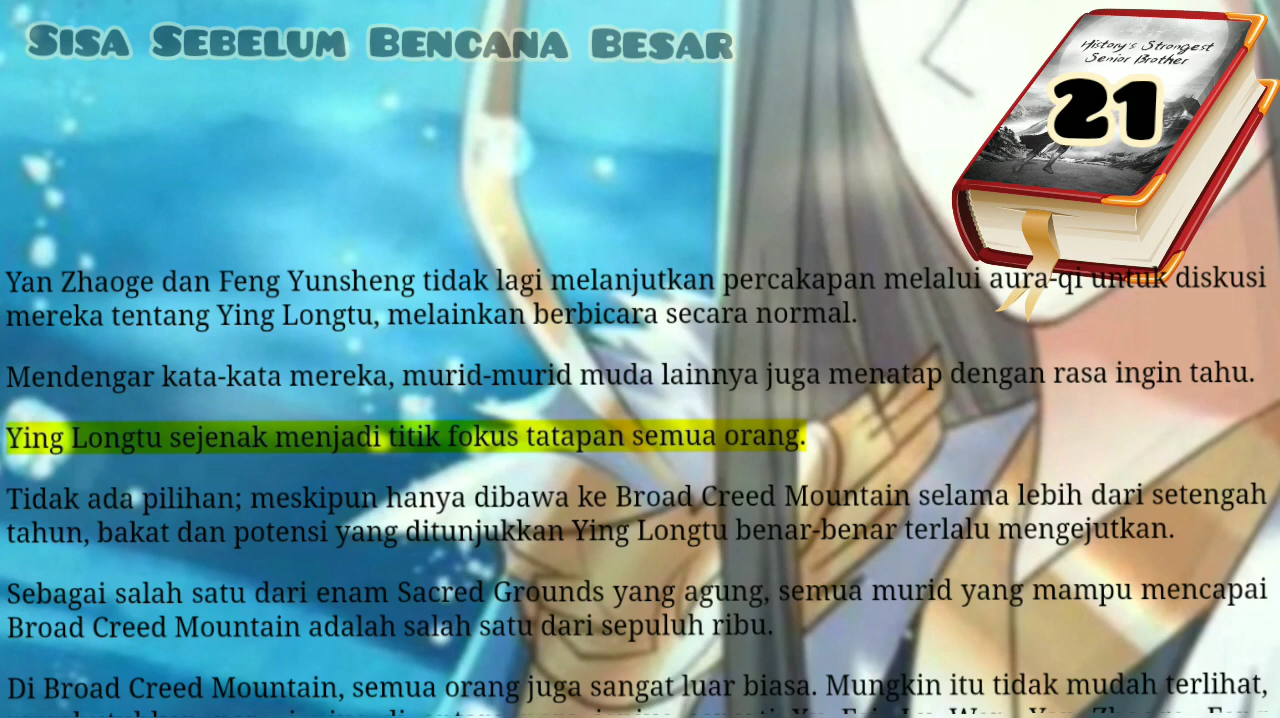 Sisa Sebelum Bencana Besar
History's Strongest
Senior Brother
21
Yan Zhaoge dan Feng Yunsheng tidak lagi melanjutkan percakapan melalui aura-qi untuk diskusi
mereka tentang Ying Longtu, melainkan berbicara secara normal.
Mendengar kata-kata mereka, murid-murid muda lainnya juga menatap dengan rasa ingin tahu.
Ying Longtu sejenak menjadi titik fokus tatapan semua orang.
Tidak ada pilihan; meskipun hanya dibawa ke Broad Creed Mountain selama lebih dari setengah
tahun, bakat dan potensi yang ditunjukkan Ying Longtu benar-benar terlalu mengejutkan.
Sebagai salah satu dari enam Sacred Grounds yang agung, semua murid yang mampu mencapai
Broad Creed Mountain adalah salah satu dari sepuluh ribu.
Di Broad Creed Mountain, semua orang juga sangat luar biasa. Mungkin itu tidak mudah terlihat,